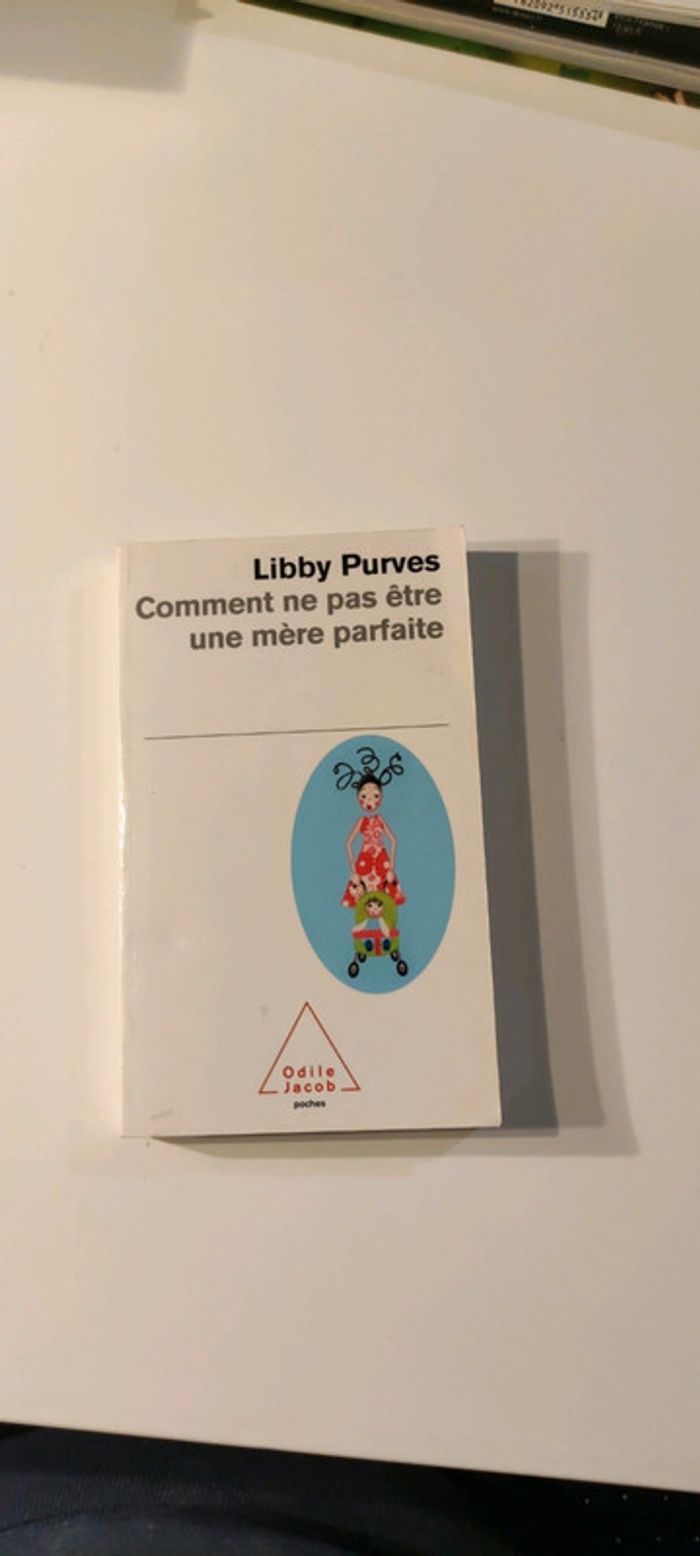 Libby Purves
Comment ne pas être
une mère parfaite
Odile
Jacob
poches